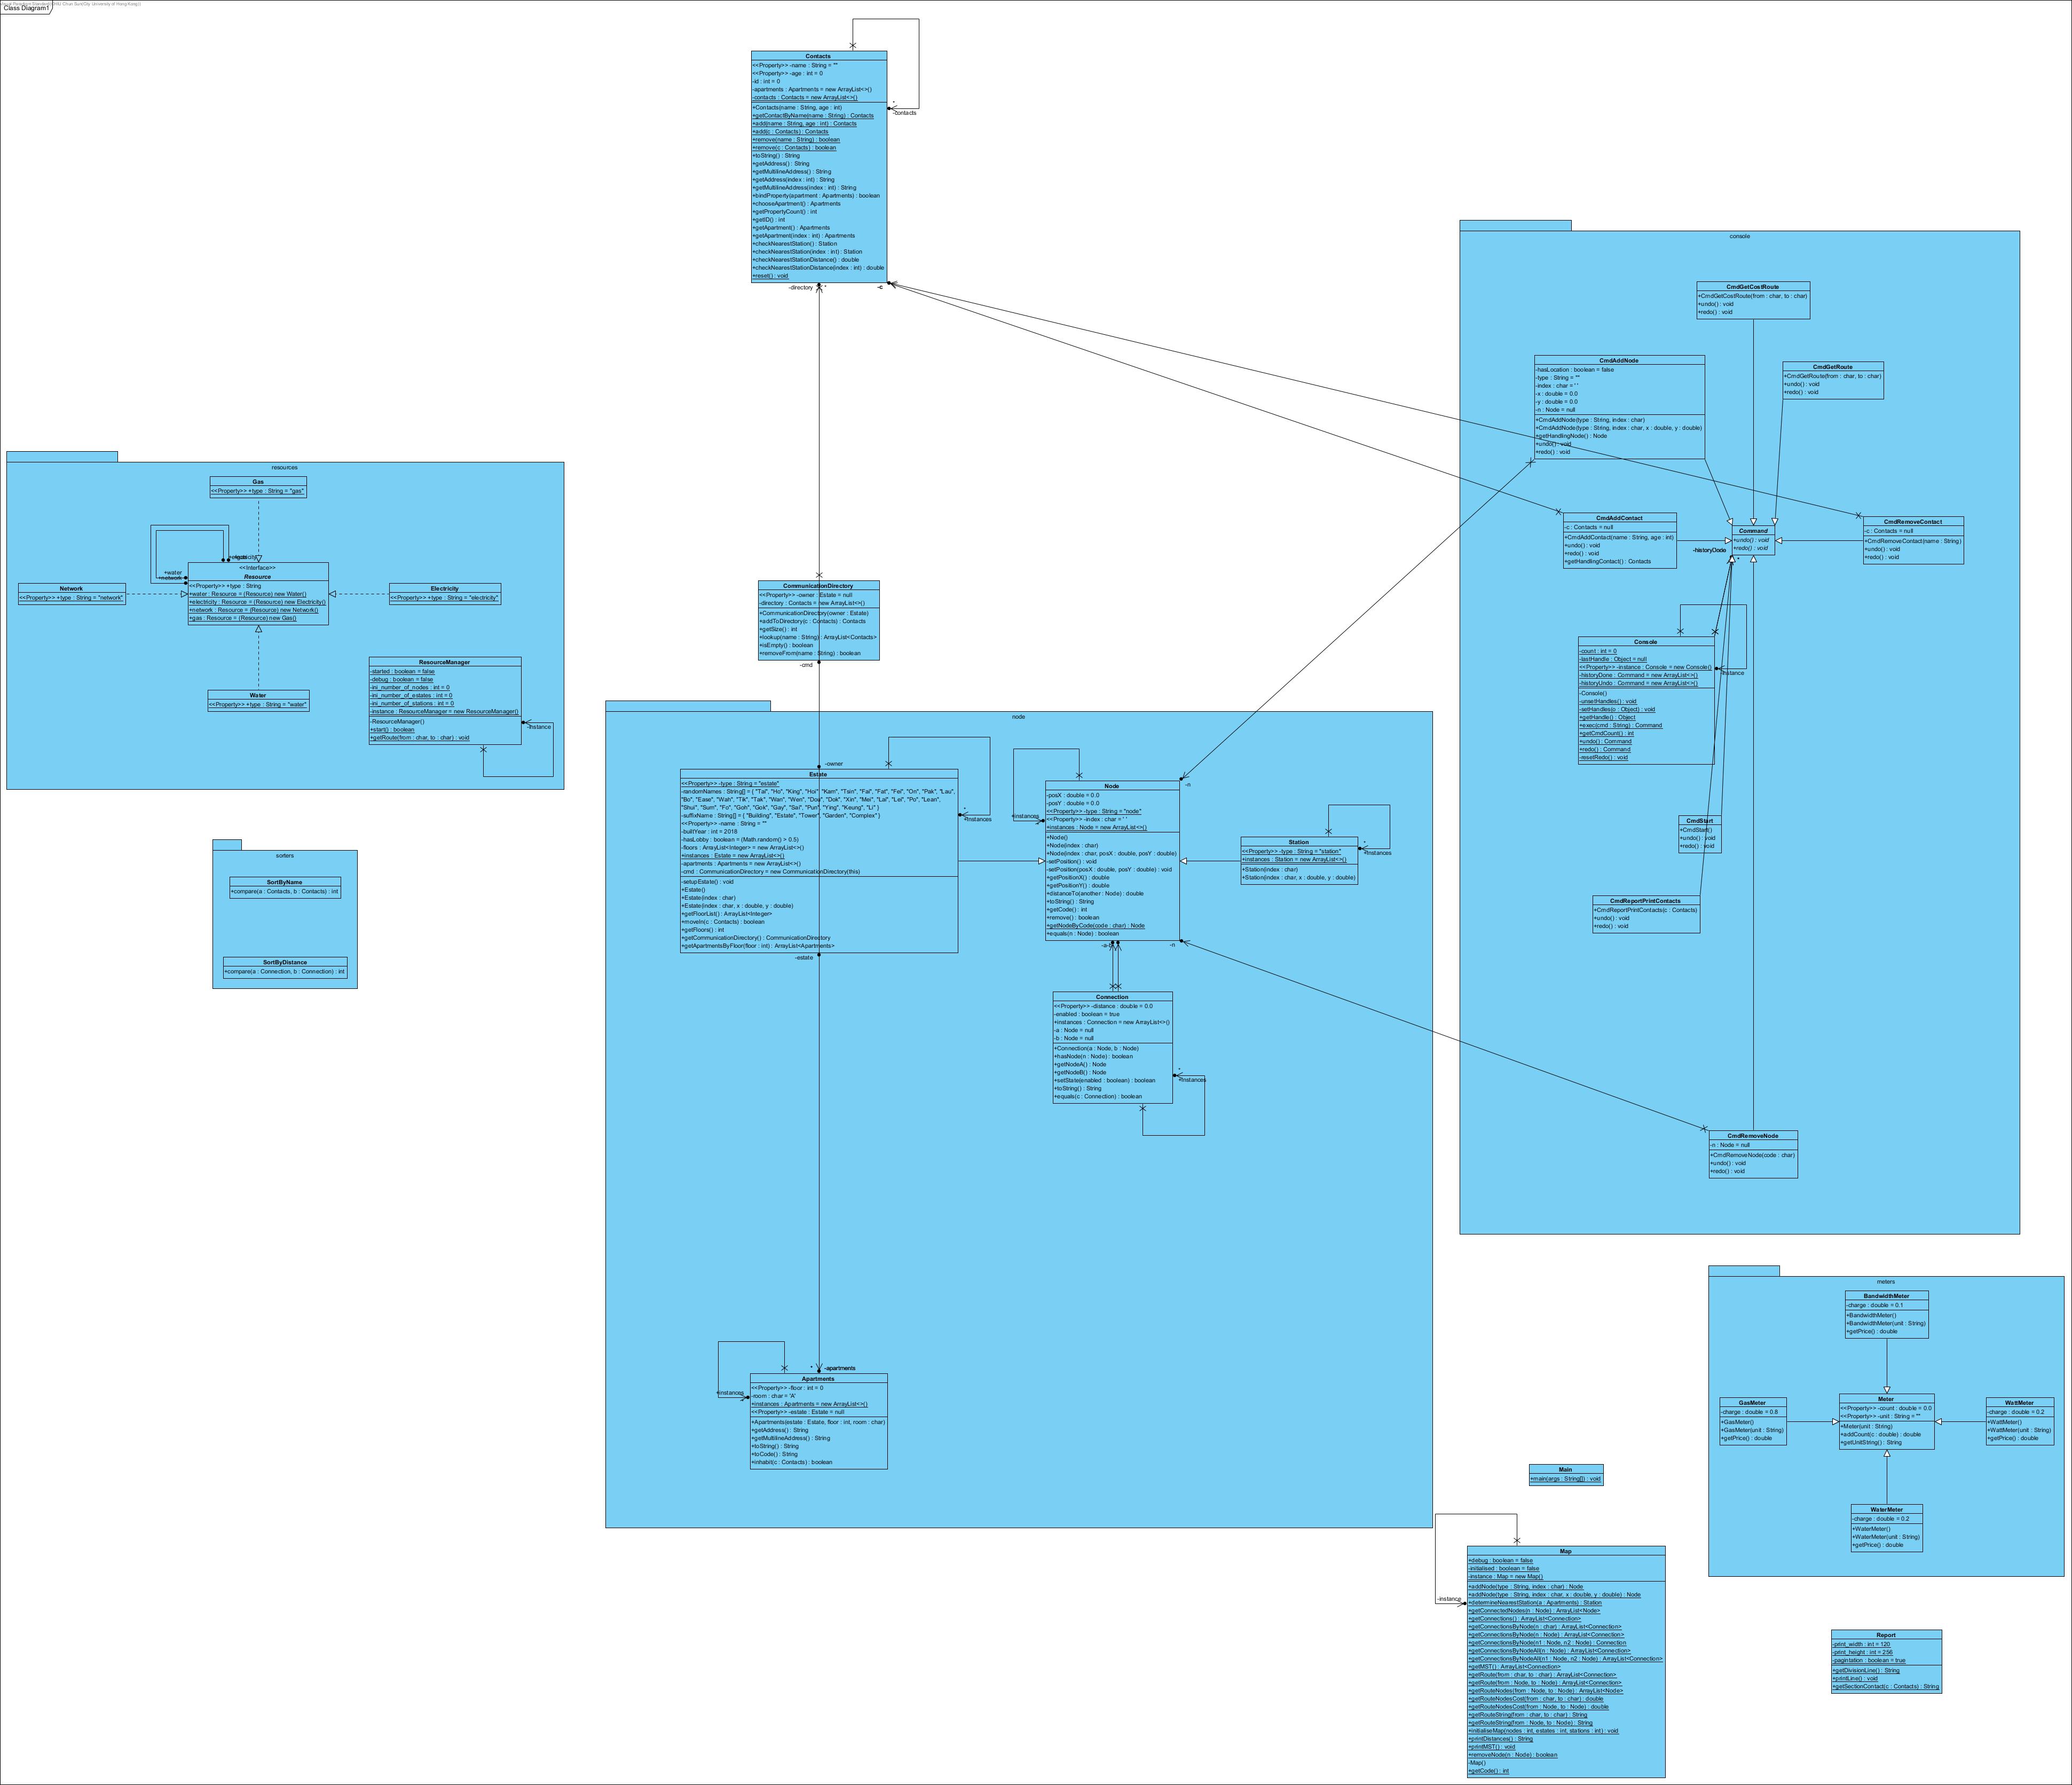 Class Diagram1
Contacts
<<Property>> -name : String = ""
<<Property>> -age : int = 0
-id : int = 0
-apartments : Apartments = new ArrayList<>()
-contacts : Contacts = new ArrayList<>()
+Contacts(name : String, age : int)
+getContactByName(name : String) : Contacts
+add(name : String, age : int) : Contacts
+add(c : Contacts) : Contacts
+remove(name : String) : boolean
+remove(c : Contacts) : boolean
+toString() : String
+getAddress() : String
+getMultilineAddress() : String
+getAddress(index : int) : String
+getMultilineAddress(index : int) : String
+bindProperty(apartment : Apartments) : boolean
+chooseApartment() : Apartments
+getPropertyCount() : int
+getID() : int
+getApartment() : Apartments
+getApartment(index : int) : Apartments
+checkNearestStation() : Station
+checkNearestStation(index : int) : Station
+checkNearestStationDistance() : double
+checkNearestStationDistance(index : int) : double
+reset() : void
*
-contacts
-directory
*
-c
console
CmdGetCostRoute
+CmdGetCostRoute(from : char, to : char)
+undo() : void
+redo() : void
CmdAddNode
-hasLocation : boolean = false
-type : String = ""
-index : char = ' '
-x : double = 0.0
-y : double = 0.0
-n : Node = null
+CmdAddNode(type : String, index : char)
+CmdAddNode(type : String, index : char, x : double, y : double)
+getHandlingNode() : Node
+undo() : void
+redo() : void
CmdGetRoute
+CmdGetRoute(from : char, to : char)
+undo() : void
+redo() : void
CmdAddContact
-c : Contacts = null
+CmdAddContact(name : String, age : int)
+undo() : void
+redo() : void
+getHandlingContact() : Contacts
Command
+undo() : void
+redo() : void
-historyDone
*
CmdRemoveContact
-c : Contacts = null
+CmdRemoveContact(name : String)
+undo() : void
+redo() : void
Console
-count : int = 0
-lastHandle : Object = null
<<Property>> -instance : Console = new Console()
-historyDone : Command = new ArrayList<>()
-historyUndo : Command = new ArrayList<>()
-Console()
-unsetHandles() : void
-setHandles(o : Object) : void
+getHandle() : Object
+exec(cmd : String) : Command
+getCmdCount() : int
+undo() : Command
+redo() : Command
-resetRedo() : void
-instance
CmdStart
+CmdStart()
+undo() : void
+redo() : void
CmdReportPrintContacts
+CmdReportPrintContacts(c : Contacts)
+undo() : void
+redo() : void
CmdRemoveNode
-n : Node = null
+CmdRemoveNode(code : char)
+undo() : void
+redo() : void
resources
Gas
<<Property>> +type : String = "gas"
+water
<<Interface>>
Resource
<<Property>> +type : String
+water : Resource = (Resource) new Water()
+electricity : Resource = (Resource) new Electricity()
+network : Resource = (Resource) new Network()
+gas : Resource = (Resource) new Gas()
Network
<<Property>> +type : String = "network"
Electricity
<<Property>> +type : String = "electricity"
Water
<<Property>> +type : String = "water"
ResourceManager
-started : boolean = false
-debug : boolean = false
-ini_number_of_nodes : int = 0
-ini_number_of_estates : int = 0
-ini_number_of_stations : int = 0
-instance : ResourceManager = new ResourceManager()
-ResourceManager()
+start() : boolean
+getRoute(from : char, to : char) : void
-instance
sorters
SortByName
+compare(a : Contacts, b : Contacts) : int
SortByDistance
+compare(a : Connection, b : Connection) : int
CommunicationDirectory
<<Property>> -owner : Estate = null
-directory : Contacts = new ArrayList<>()
+CommunicationDirectory(owner : Estate)
+addToDirectory(c : Contacts) : Contacts
+getSize() : int
+lookup(name : String) : ArrayList<Contacts>
+isEmpty() : boolean
+removeFrom(name : String) : boolean
-cmd
node
-owner
Estate
<<Property>> -type : String = "estate"
-randomNames : String[] = { "Tai", "Ho", "King", "Hoi", "Kam", "Tsin", "Fai", "Fat", "Fei", "On", "Pak", "Lau",
"Bo", "Ease", "Wah", "Tik", "Tak", "Wan", "Wen", "Dou", "Dok", "Xin", "Mei", "Lai", "Lei", "Po", "Lean",
"Shui", "Sum", "Fo", "Goh", "Gok", "Gay", "Sai", "Pun", "Ying", "Keung", "Li" }
-suffixName : String[] = { "Building", "Estate", "Tower", "Garden", "Complex" }
<<Property>> -name : String = ""
-builtYear : int = 2018
-hasLobby : boolean = (Math.random() > 0.5)
-floors : ArrayList<Integer> = new ArrayList<>()
+instances : Estate = new ArrayList<>()
-apartments : Apartments = new ArrayList<>()
-cmd : CommunicationDirectory = new CommunicationDirectory(this)
-setupEstate() : void
+Estate()
+Estate(index : char)
+Estate(index : char, x : double, y : double)
+getFloorList() : ArrayList<Integer>
+moveIn(c : Contacts) : boolean
+getFloors() : int
+getCommunicationDirectory() : CommunicationDirectory
+getApartmentsByFloor(floor : int) : ArrayList<Apartments>
*
+instances
-estate
Node
-posX : double = 0.0
-posY : double = 0.0
<<Property>> -type : String = "node"
<<Property>> -index : char = ' '
+instances : Node = new ArrayList<>()
+Node()
+Node(index : char)
+Node(index : char, posX : double, posY : double)
-setPosition() : void
-setPosition(posX : double, posY : double) : void
+getPositionX() : double
+getPositionY() : double
+distanceTo(another : Node) : double
+toString() : String
+getCode() : int
+remove() : boolean
+getNodeByCode(code : char) : Node
+equals(n : Node) : boolean
+instances
-n
-n
Station
<<Property>> -type : String = "station"
+instances : Station = new ArrayList<>()
+Station(index : char)
+Station(index : char, x : double, y : double)
*
+instances
Connection
<<Property>> -distance : double = 0.0
-enabled : boolean = true
+instances : Connection = new ArrayList<>()
-a : Node = null
-b : Node = null
+Connection(a : Node, b : Node)
+hasNode(n : Node) : boolean
+getNodeA() : Node
+getNodeB() : Node
+setState(enabled : boolean) : boolean
+toString() : String
+equals(c : Connection) : boolean
*
+instances
*
-apartments
+instances
Apartments
<<Property>> -floor : int = 0
-room : char = 'A'
+instances : Apartments = new ArrayList<>()
<<Property>> -estate : Estate = null
+Apartments(estate : Estate, floor : int, room : char)
+getAddress() : String
+getMultilineAddress() : String
+toString() : String
+toCode() : String
+inhabit(c : Contacts) : boolean
meters
BandwidthMeter
-charge : double = 0.1
+BandwidthMeter()
+BandwidthMeter(unit : String)
+getPrice() : double
GasMeter
-charge : double = 0.8
+GasMeter()
+GasMeter(unit : String)
+getPrice() : double
Meter
<<Property>> -count : double = 0.0
<<Property>> -unit : String = ""
+Meter(unit : String)
+addCount(c : double) : double
+getUnitString() : String
WattMeter
-charge : double = 0.2
+WattMeter()
+WattMeter(unit : String)
+getPrice() : double
WaterMeter
-charge : double = 0.2
+WaterMeter()
+WaterMeter(unit : String)
+getPrice() : double
Main
+main(args : String[]) : void
-instance
Map
+debug : boolean = false
-initialised : boolean = false
-instance : Map = new Map()
+addNode(type : String, index : char) : Node
+addNode(type : String, index : char, x : double, y : double) : Node
+determineNearestStation(a : Apartments) : Station
+getConnectedNodes(n : Node) : ArrayList<Node>
+getConnections() : ArrayList<Connection>
+getConnectionsByNode(n : char) : ArrayList<Connection>
+getConnectionsByNode(n : Node) : ArrayList<Connection>
+getConnectionsByNode(n1 : Node, n2 : Node) : Connection
+getConnectionsByNodeAll(n : Node) : ArrayList<Connection>
+getConnectionsByNodeAll(n1 : Node, n2 : Node) : ArrayList<Connection>
+getMST() : ArrayList<Connection>
+getRoute(from : char, to : char) : ArrayList<Connection>
+getRoute(from : Node, to : Node) : ArrayList<Connection>
+getRouteNodes(from : Node, to : Node) : ArrayList<Node>
+getRouteNodesCost(from : char, to : char) : double
+getRouteNodesCost(from : Node, to : Node) : double
+getRouteString(from : char, to : char) : String
+getRouteString(from : Node, to : Node) : String
+initialiseMap(nodes : int, estates : int, stations : int) : void
+printDistances() : String
+printMST() : void
+removeNode(n : Node) : boolean
-Map()
+getCode() : int
Report
-print_width : int = 120
-print_height : int = 256
-pagintation : boolean = true
+getDivisionLine() : String
+printLine() : void
+getSectionContact(c : Contacts) : String